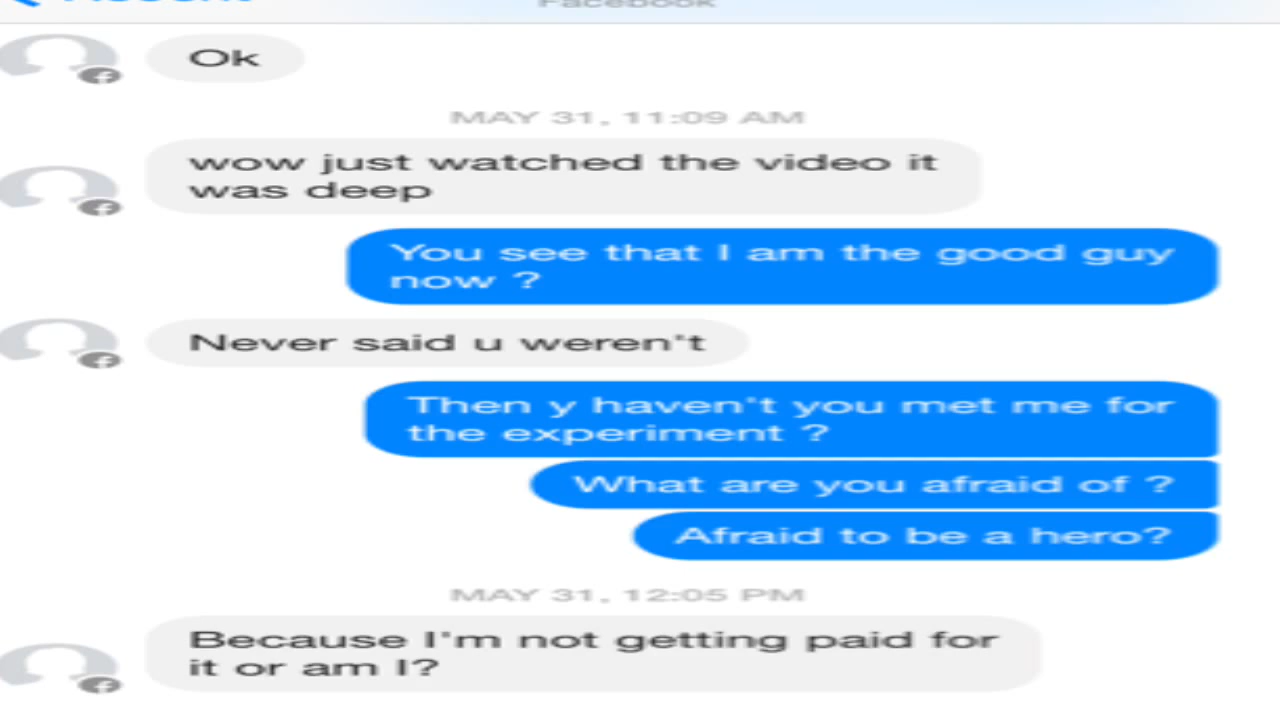 Recent
Facebook
Ok
MAY 31, 11:09 AM
wow just watched the video it
was deep
You see that I am the good guy
now ?
Never said u weren't
Then y haven't you met me for
the experiment ?
What are you afraid of ?
Afraid to be a hero?
MAY 31, 12:05 PM
Because I'm not getting paid for
it or am I?